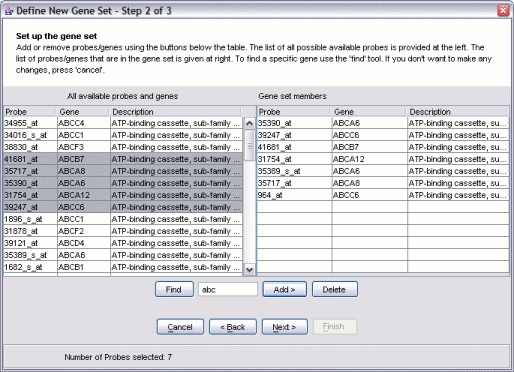 Define New Gene Set - Step 2 of 3
Set up the gene set
Add or remove probes/genes using the buttons below the table. The list of all possible available probes is provided at the left. The
list of probes/genes that are in the gene set is given at right. To find a specific gene use the 'find' tool. If you don't want to make any
changes, press 'cancel'.
All available probes and genes Gene set members
Probe Gene Description Probe Gene Description
34955_at ABCC4 ATP-binding cassette, sub-family ... 35390_at ABCA6 ATP-binding cassette, su...
34016_s_at ABCC1 ATP-binding cassette, sub-family ... 39247_at ABCC6 ATP-binding cassette, su...
38830_at ABCF3 ATP-binding cassette, sub-family ... 41681_at ABCB7 ATP-binding cassette, su...
41681_at ABCB7 ATP-binding cassette, sub-family ... 31754_at ABCA12 ATP-binding cassette, su...
35717_at ABCA8 ATP-binding cassette, sub-family ... 35389_s_at ABCA6 ATP-binding cassette, su...
35390_at ABCA6 ATP-binding cassette, sub-family ... 35717_at ABCA8 ATP-binding cassette, su...
31754_at ABCA12 ATP-binding cassette, sub-family ... 964_at ABCC6 ATP-binding cassette, su...
39247_at ABCC6 ATP-binding cassette, sub-family ...
1896_s_at ABCC1 ATP-binding cassette, sub-family ...
31878_at ABCF2 ATP-binding cassette, sub-family ...
39121_at ABCD4 ATP-binding cassette, sub-family ...
35389_s_at ABCA6 ATP-binding cassette, sub-family ...
1682_s_at ABCB1 ATP-binding cassette, sub-family ...
Find abc Add > Delete
Cancel < Back Next > Finish
Number of Probes selected: 7